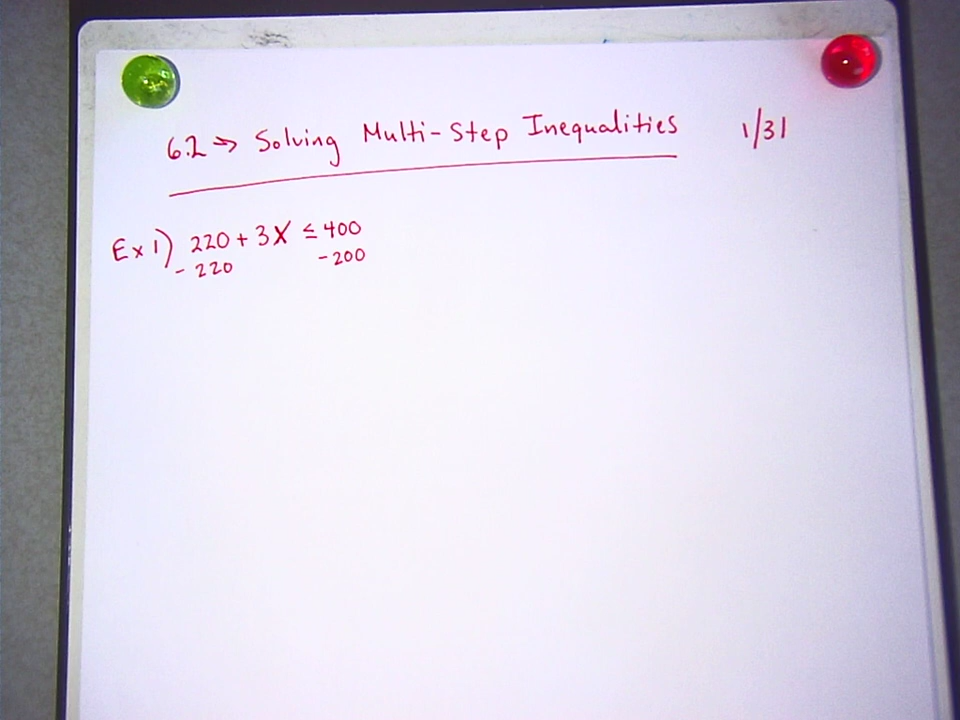 6.2 → Solving Multi-Step Inequalities 1/31
Ex 1) 220 + 3x ≤ 400
- 220 - 200